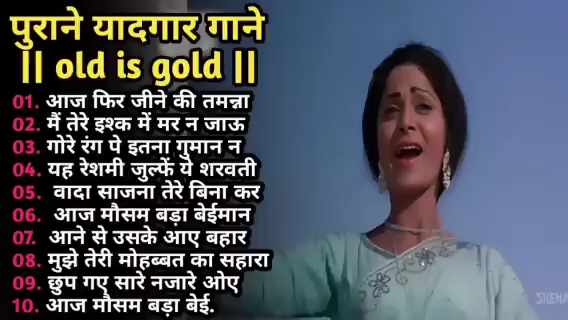 पुराने यादगार गाने
|| old is gold ||
01. आज फिर जीने की तमन्ना
02. मैं तेरे इश्क में मर न जाऊ
03. गोरे रंग पे इतना गुमान न
04. यह रेशमी जुल्फें ये शरवती
05. वादा साजना तेरे बिना कर
06. आज मौसम बड़ा बेईमान
07. आने से उसके आए बहार
08. मुझे तेरी मोहब्बत का सहारा
09. छुप गए सारे नजारे ओए
10. आज मौसम बड़ा बेई.